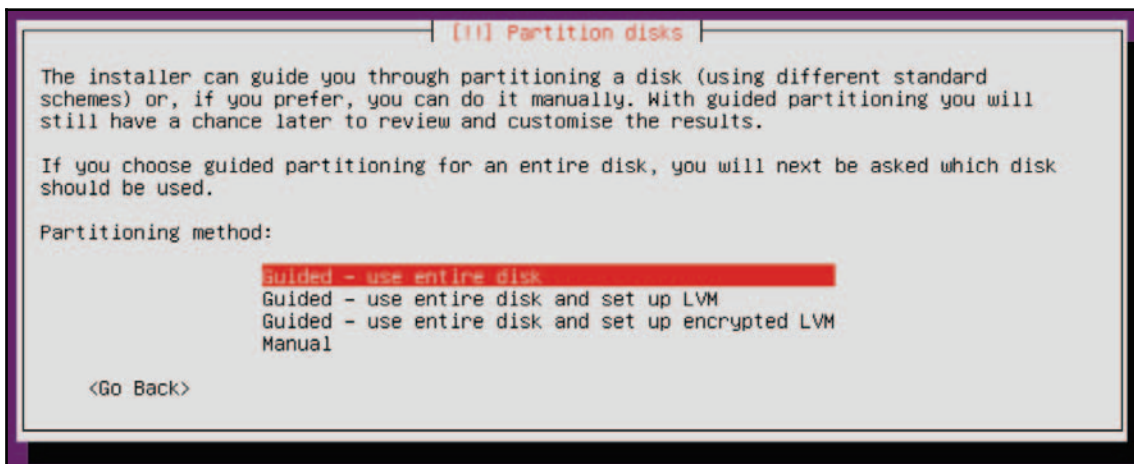 [!!] Partition disks
The installer can guide you through partitioning a disk (using different standard
schemes) or, if you prefer, you can do it manually. With guided partitioning you will
still have a chance later to review and customise the results.
If you choose guided partitioning for an entire disk, you will next be asked which disk
should be used.
Partitioning method:
Guided - use entire disk
Guided - use entire disk and set up LVM
Guided - use entire disk and set up encrypted LVM
Manual
<Go Back>